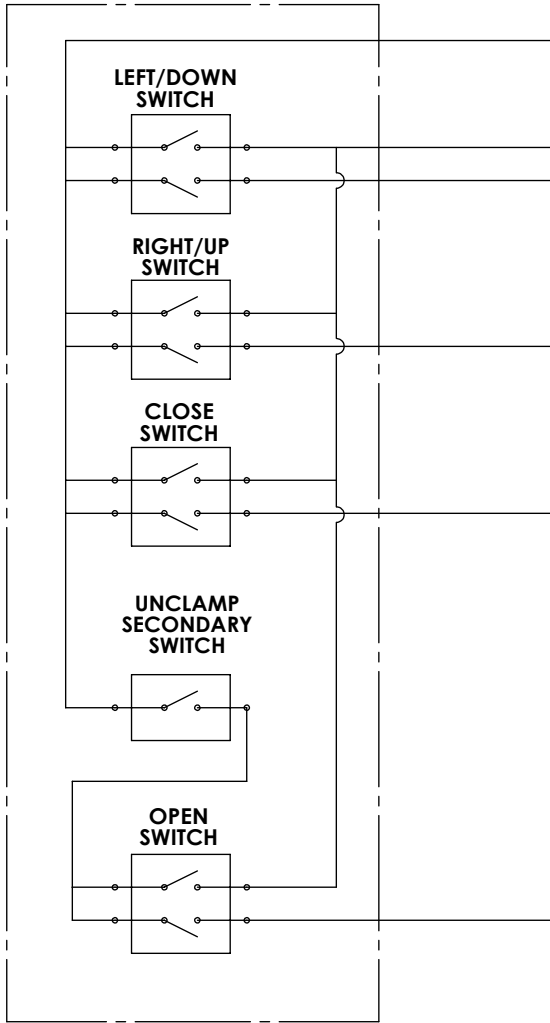 LEFT/DOWN
SWITCH
RIGHT/UP
SWITCH
CLOSE
SWITCH
UNCLAMP
SECONDARY
SWITCH
OPEN
SWITCH